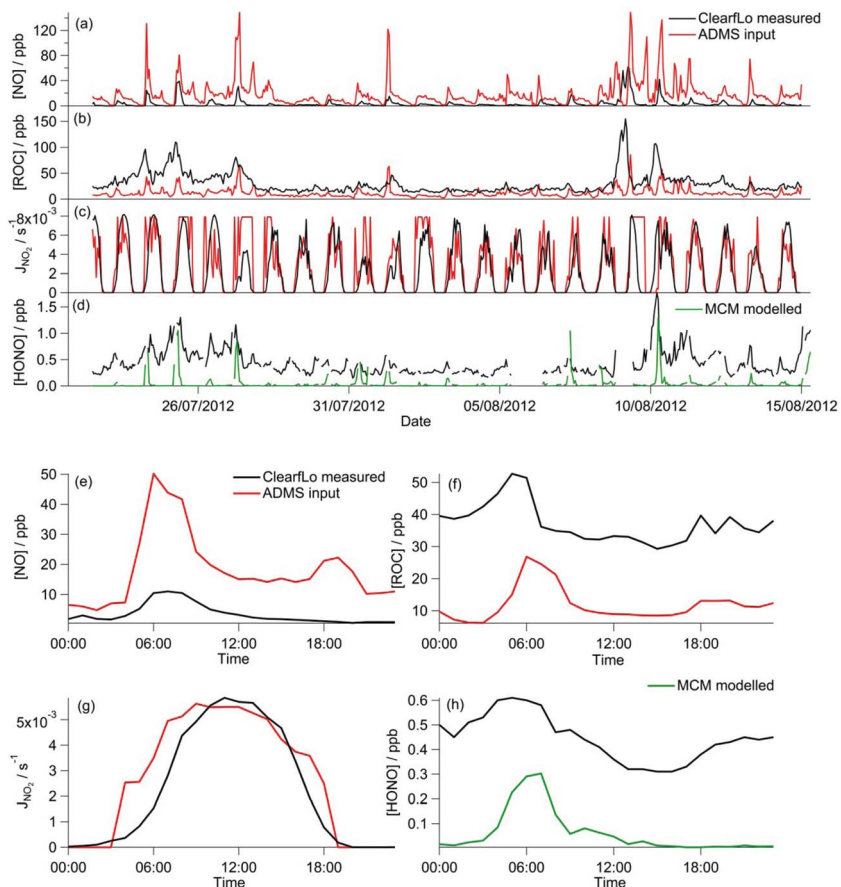 (a)
ClearfLo measured
ADMS input
[NO] / ppb
120
80
40
0
(b)
[ROC] / ppb
150
100
50
0
(c)
J NO2 / s-1
8x10-3
6
4
2
0
(d)
MCM modelled
[HONO] / ppb
1.5
1.0
0.5
0.0
26/07/2012 31/07/2012 05/08/2012 10/08/2012 15/08/2012
Date
(e)
ClearfLo measured
ADMS input
[NO] / ppb
50
40
30
20
10
00:00 06:00 12:00 18:00
Time
(f)
[ROC] / ppb
50
40
30
20
10
00:00 06:00 12:00 18:00
Time
(g)
J NO2 / s-1
5x10-3
4
3
2
1
0
00:00 06:00 12:00 18:00
Time
MCM modelled
(h)
[HONO] / ppb
0.6
0.5
0.4
0.3
0.2
0.1
00:00 06:00 12:00 18:00
Time